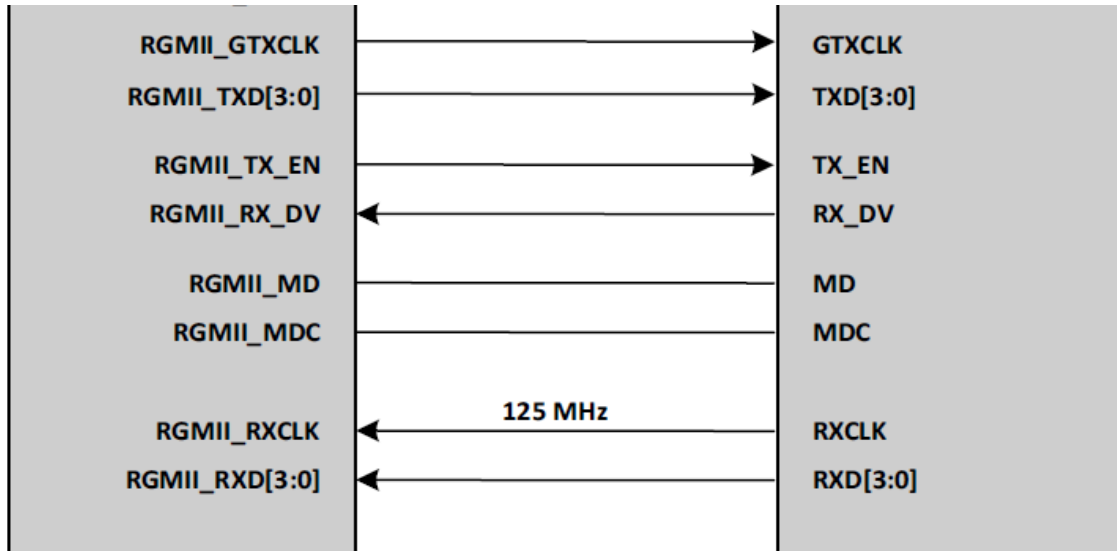 RGMII_GTXCLK GTXCLK
RGMII_TXD[3:0] TXD[3:0]
RGMII_TX_EN TX_EN
RGMII_RX_DV RX_DV
RGMII_MD MD
RGMII_MDC MDC
125 MHz
RGMII_RXCLK RXCLK
RGMII_RXD[3:0] RXD[3:0]